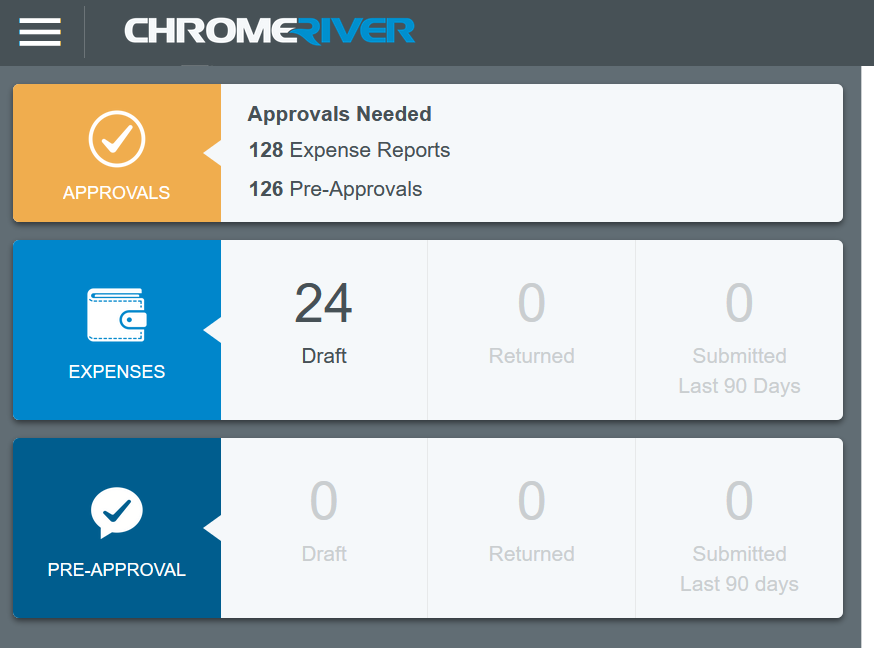 CHROMERIVER
APPROVALS
Approvals Needed
128 Expense Reports
126 Pre-Approvals
EXPENSES
24
Draft
0
Returned
0
Submitted
Last 90 Days
PRE-APPROVAL
0
Draft
0
Returned
0
Submitted
Last 90 days